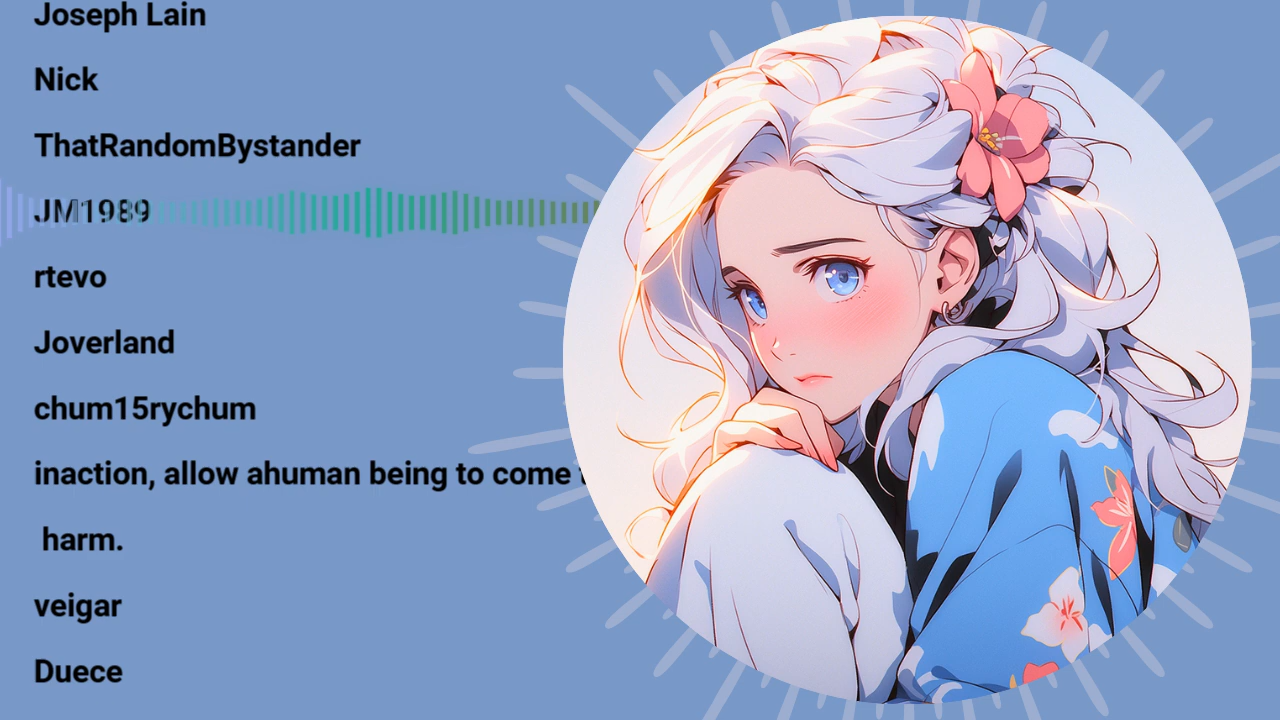 Joseph Lain
Nick
ThatRandomBystander
JM1989
rtevo
Joverland
chum15rychum
inaction, allow ahuman being to come
harm.
veigar
Duece